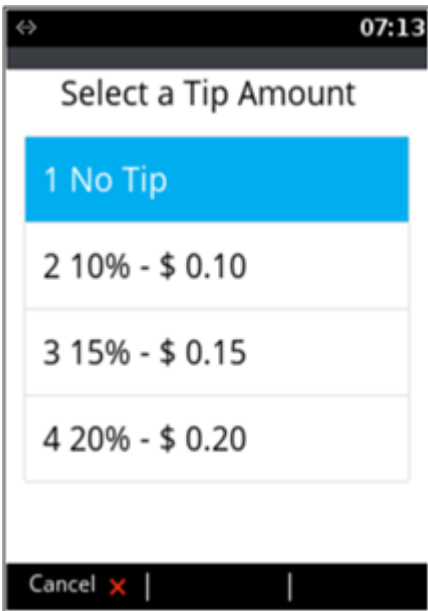 07:13
Select a Tip Amount
1 No Tip
2 10% - $ 0.10
3 15% - $ 0.15
4 20% - $ 0.20
Cancel